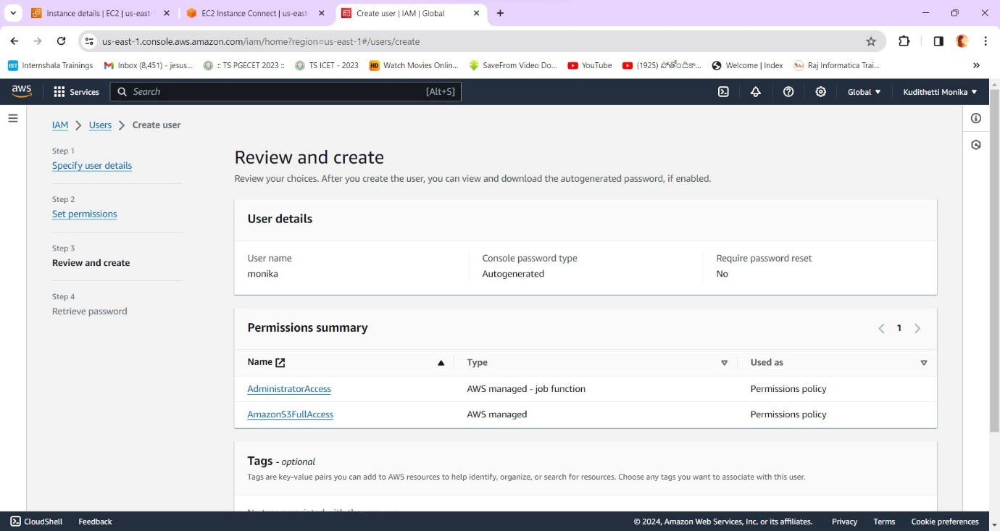 Instance details | EC2 | us-east-
EC2 Instance Connect | us-east-
Create user | IAM | Global
us-east-1.console.aws.amazon.com/iam/home?region=us-east-1#/users/create
IST Internshala Trainings
Inbox (8,451) - jesus...
:: TS PGECET 2023 ::
TS ICET - 2023
HD Watch Movies Onlin...
SaveFrom Video Do...
YouTube
(1925) పోతోందికా...
Welcome | Index
Raj Informatica Trai...
aws
Services
Search
[Alt+S]
Global
Kudithetti Monika
IAM > Users > Create user
Step 1
Specify user details
Step 2
Set permissions
Step 3
Review and create
Step 4
Retrieve password
Review and create
Review your choices. After you create the user, you can view and download the autogenerated password, if enabled.
User details
User name
monika
Console password type
Autogenerated
Require password reset
No
Permissions summary
1
Name
Type
Used as
AdministratorAccess
AWS managed - job function
Permissions policy
AmazonS3FullAccess
AWS managed
Permissions policy
Tags - optional
Tags are key-value pairs you can add to AWS resources to help identify, organize, or search for resources. Choose any tags you want to associate with this user.
CloudShell
Feedback
© 2024, Amazon Web Services, Inc. or its affiliates.
Privacy
Terms
Cookie preferences